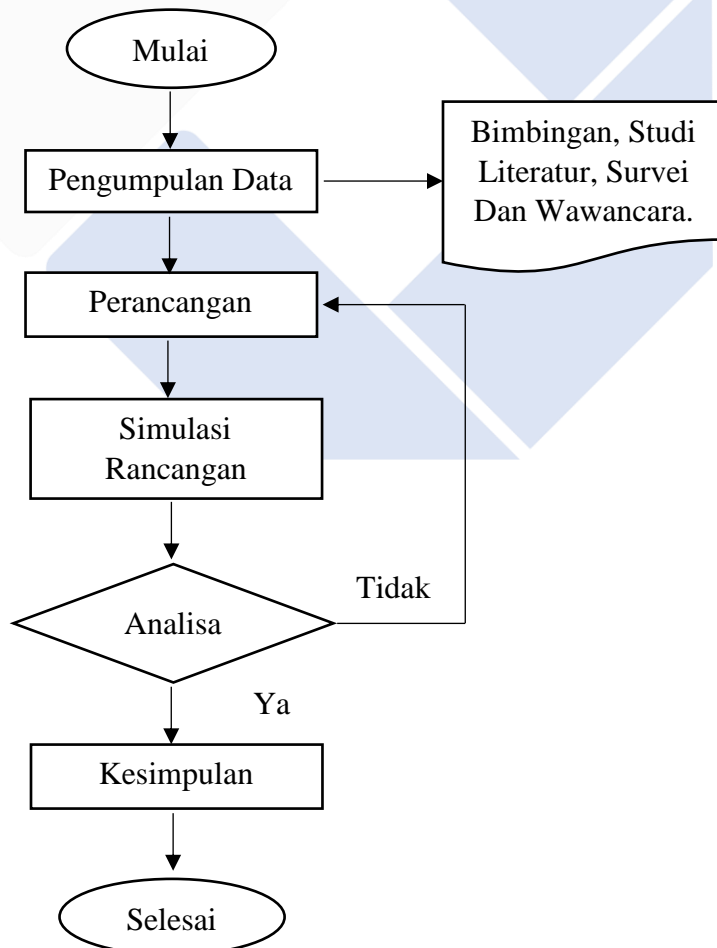 Mulai
Pengumpulan Data
Bimbingan, Studi
Literatur, Survei
Dan Wawancara.
Perancangan
Simulasi
Rancangan
Tidak
Analisa
Ya
Kesimpulan
Selesai